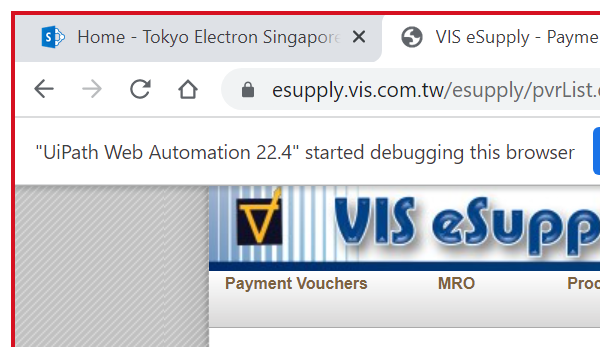 Home - Tokyo Electron Singapore
VIS eSupply - Payme
esupply.vis.com.tw/esupply/pvrList.
"UiPath Web Automation 22.4" started debugging this browser
VIS eSupp
Payment Vouchers MRO Proc